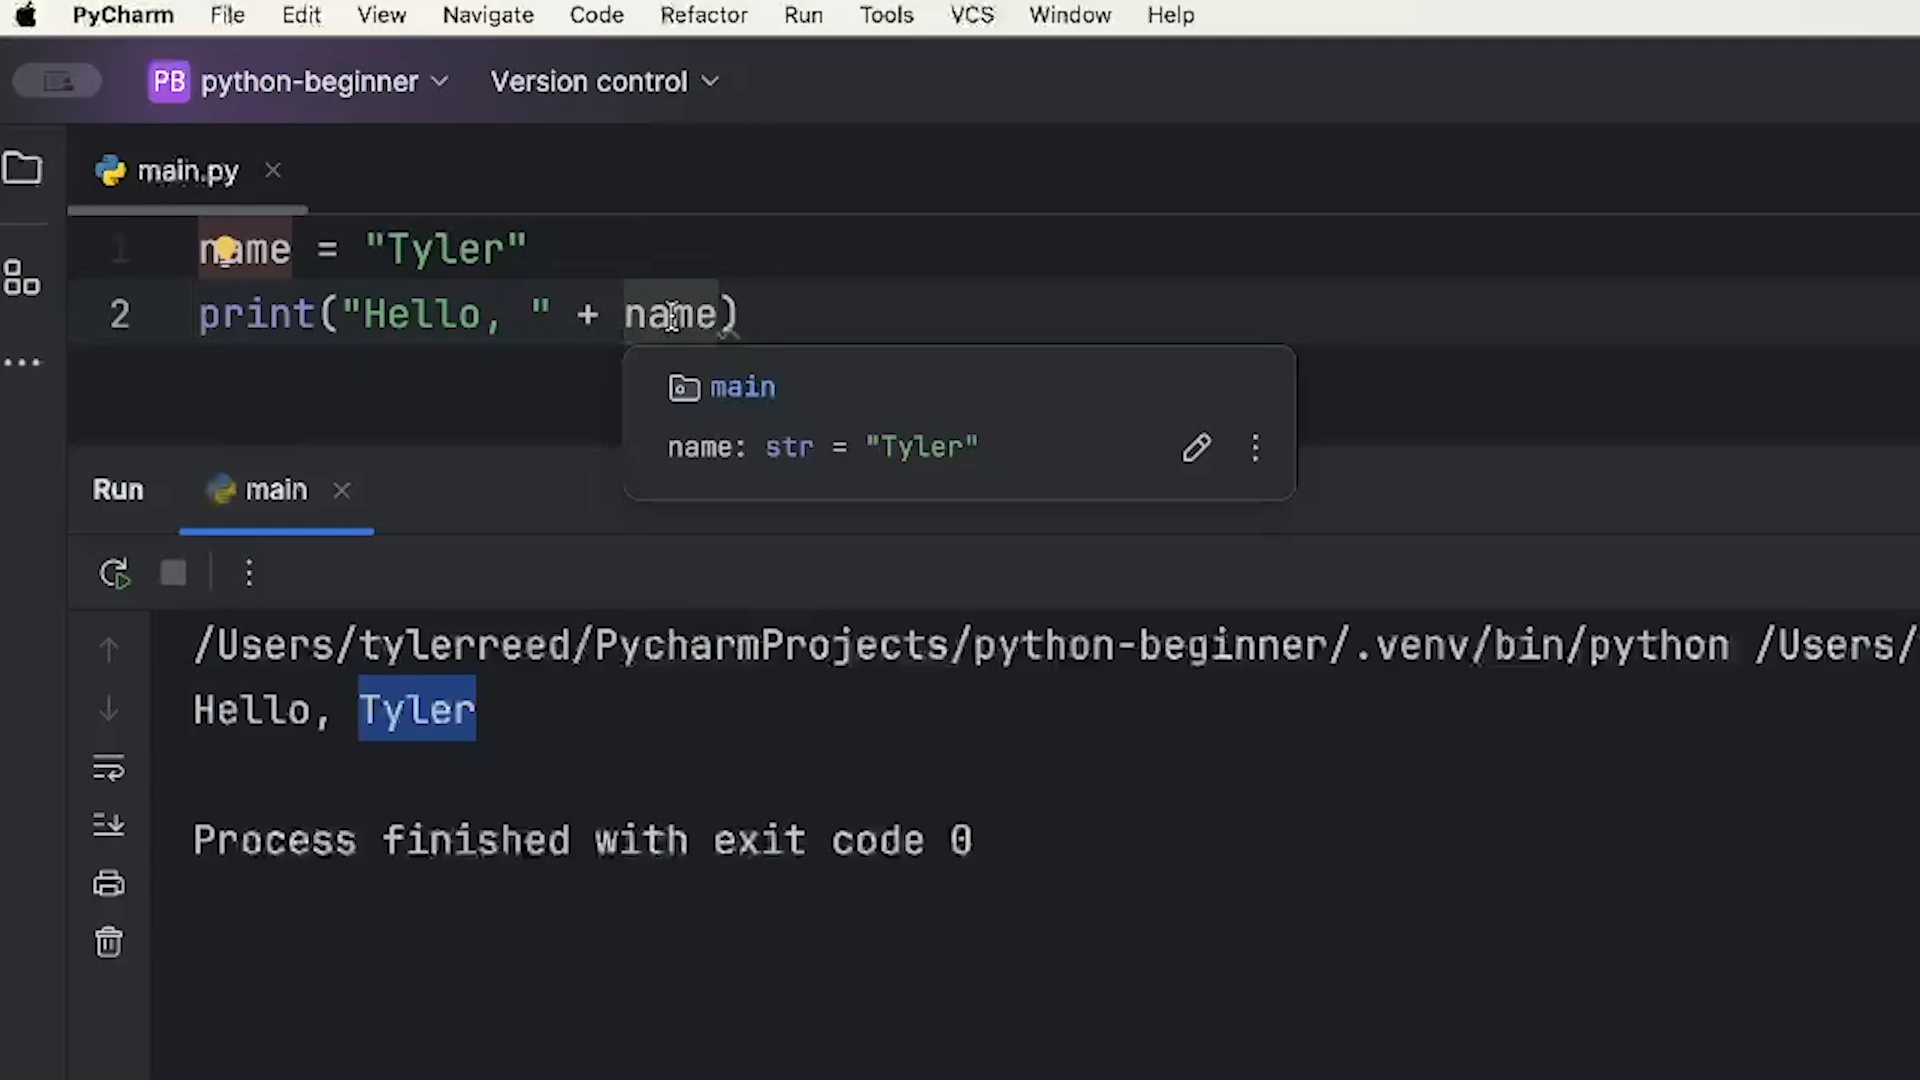 PyCharm File Edit View Navigate Code Refactor Run Tools VCS Window Help
PB python-beginner Version control
main.py
1 name = "Tyler"
2 print("Hello, " + name)
main
name: str = "Tyler"
Run main
/Users/tylerreed/PycharmProjects/python-beginner/.venv/bin/python /Users/
Hello, Tyler
Process finished with exit code 0